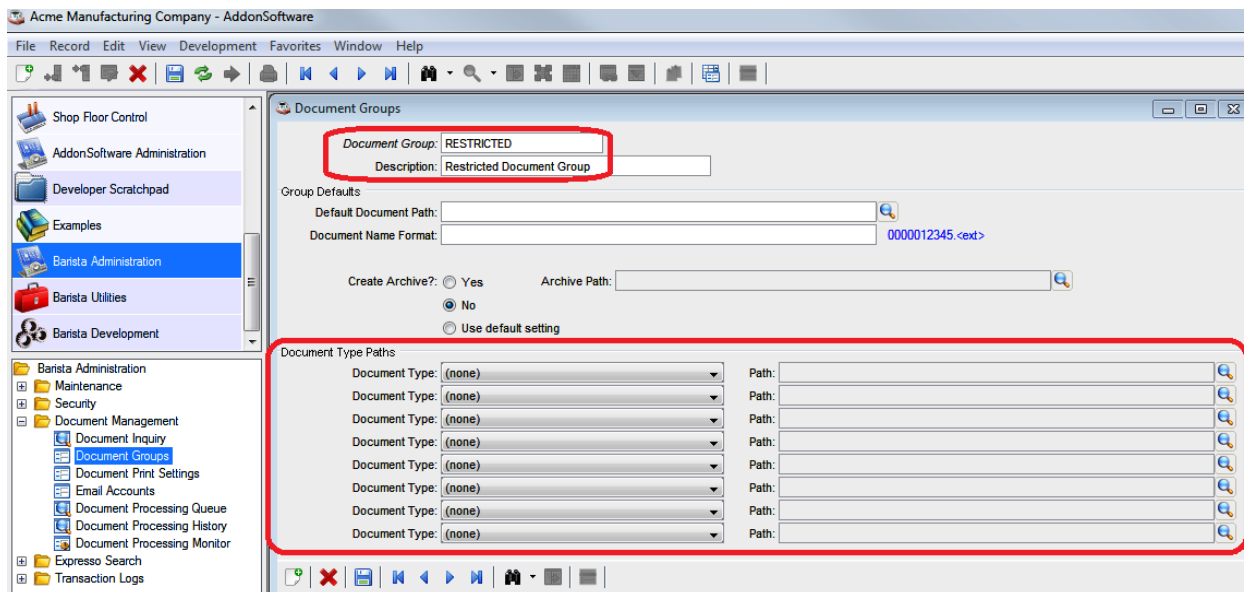 Acme Manufacturing Company - AddonSoftware
File Record Edit View Development Favorites Window Help
Shop Floor Control
AddonSoftware Administration
Developer Scratchpad
Examples
Barista Administration
Barista Utilities
Barista Development
Barista Administration
Maintenance
Security
Document Management
Document Inquiry
Document Groups
Document Print Settings
Email Accounts
Document Processing Queue
Document Processing History
Document Processing Monitor
Expresso Search
Transaction Logs
Document Groups
Document Group: RESTRICTED
Description: Restricted Document Group
Group Defaults
Default Document Path:
Document Name Format: 0000012345.<ext>
Create Archive?: Yes Archive Path:
No
Use default setting
Document Type Paths
Document Type: (none) Path:
Document Type: (none) Path:
Document Type: (none) Path:
Document Type: (none) Path:
Document Type: (none) Path:
Document Type: (none) Path:
Document Type: (none) Path:
Document Type: (none) Path: